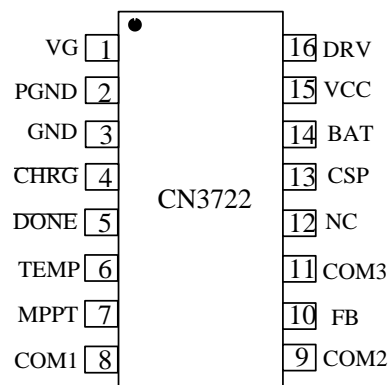 VG 1 16 DRV
PGND 2 15 VCC
GND 3 14 BAT
CHRG 4 13 CSP
CN3722
DONE 5 12 NC
TEMP 6 11 COM3
MPPT 7 10 FB
COM1 8 9 COM2